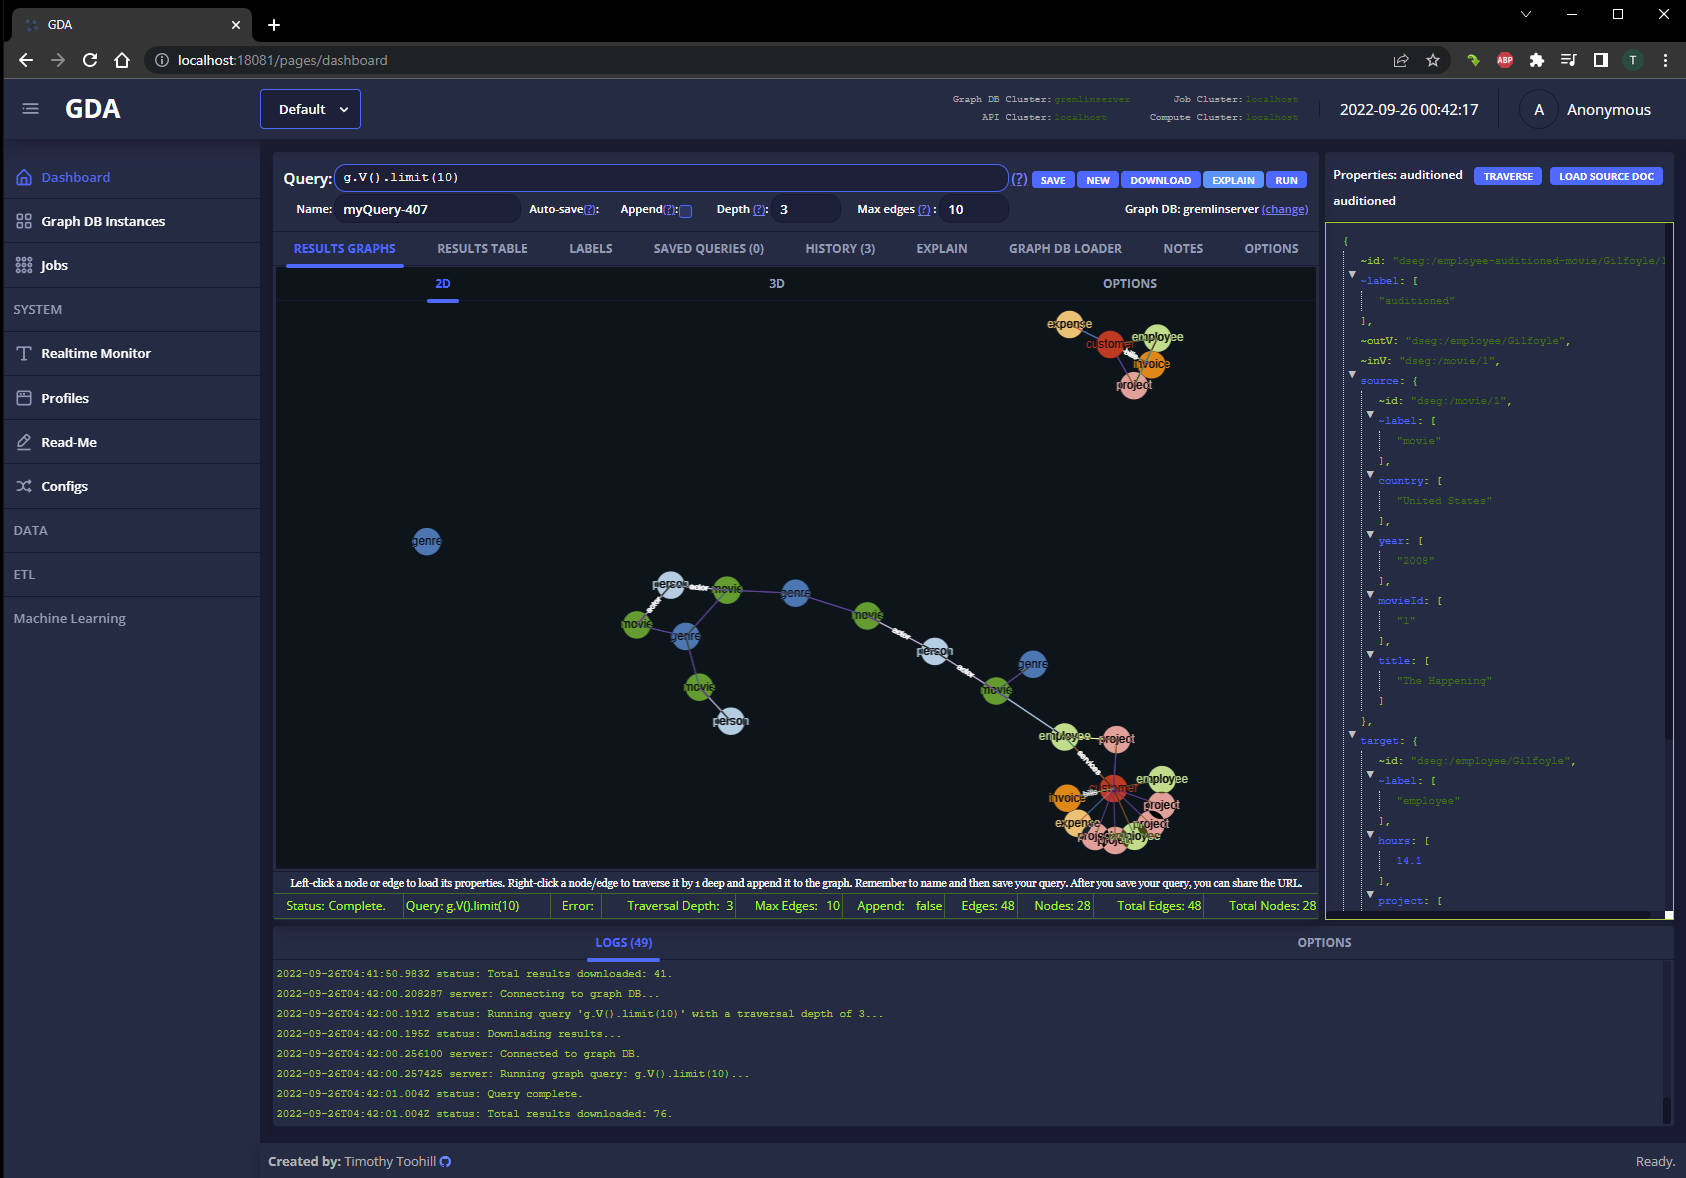 GDA
localhost:18081/pages/dashboard
ABP
T
GDA
Default
Graph DB Cluster: gremlinserver
Job Cluster: localhost
API Cluster: localhost
Compute Cluster: localhost
2022-09-26 00:42:17
A
Anonymous
Dashboard
Graph DB Instances
Jobs
SYSTEM
Realtime Monitor
Profiles
Read-Me
Configs
DATA
ETL
Machine Learning
Query: g.V().limit(10) (?) SAVE NEW DOWNLOAD EXPLAIN RUN
Name: myQuery-407 Auto-save(?): Append(?): Depth (?): 3 Max edges (?) : 10 Graph DB: gremlinserver (change)
RESULTS GRAPHS RESULTS TABLE LABELS SAVED QUERIES (0) HISTORY (3) EXPLAIN GRAPH DB LOADER NOTES OPTIONS
2D 3D OPTIONS
expense
employee
customer
bills
invoice
project
genre
person
actor
movie
genre
actor
movie
movie
genre
actor
person
actor
genre
movie
movie
person
employee
project
services
employee
customer
invoice
bills
project
expense
project
project
employee
project
Left-click a node or edge to load its properties. Right-click a node/edge to traverse it by 1 deep and append it to the graph. Remember to name and then save your query. After you save your query, you can share the URL.
Status: Complete. Query: g.V().limit(10) Error: Traversal Depth: 3 Max Edges: 10 Append: false Edges: 48 Nodes: 28 Total Edges: 48 Total Nodes: 28
Properties: auditioned TRAVERSE LOAD SOURCE DOC
auditioned
{
~id: "dseg:/employee-auditioned-movie/Gilfoyle/1
~label: [
"auditioned"
],
~outV: "dseg:/employee/Gilfoyle",
~inV: "dseg:/movie/1",
source: {
~id: "dseg:/movie/1",
~label: [
"movie"
],
country: [
"United States"
],
year: [
"2008"
],
movieId: [
"1"
],
title: [
"The Happening"
]
},
target: {
~id: "dseg:/employee/Gilfoyle",
~label: [
"employee"
],
hours: [
14.1
],
project: [
LOGS (49) OPTIONS
2022-09-26T04:41:50.983Z status: Total results downloaded: 41.
2022-09-26T04:42:00.208287 server: Connecting to graph DB...
2022-09-26T04:42:00.191Z status: Running query 'g.V().limit(10)' with a traversal depth of 3...
2022-09-26T04:42:00.195Z status: Downlading results...
2022-09-26T04:42:00.256100 server: Connected to graph DB.
2022-09-26T04:42:00.257425 server: Running graph query: g.V().limit(10)...
2022-09-26T04:42:01.004Z status: Query complete.
2022-09-26T04:42:01.004Z status: Total results downloaded: 76.
Created by: Timothy Toohill
Ready.